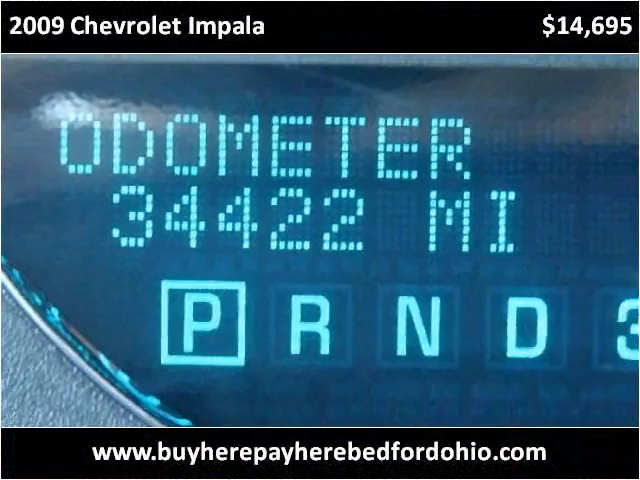 2009 Chevrolet Impala $14,695
ODOMETER
34422 MI
P R N D 3
www.buyherepayherebedfordohio.com